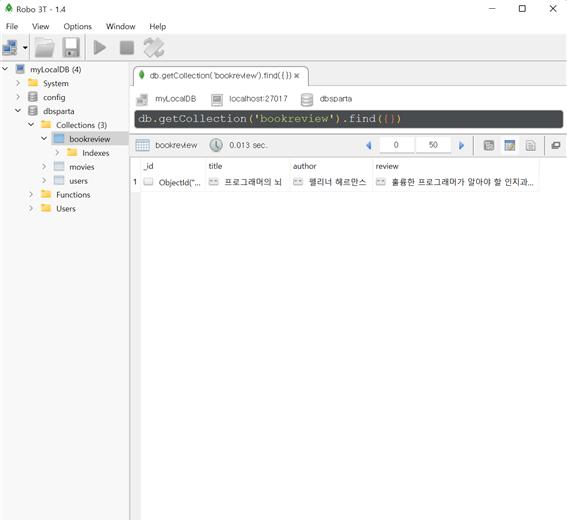 Robo 3T - 1.4
File View Options Window Help
myLocalDB (4)
System
config
dbsparta
Collections (3)
bookreview
Indexes
movies
users
Functions
Users
db.getCollection('bookreview').find({})
myLocalDB localhost:27017 dbsparta
db.getCollection('bookreview').find({})
bookreview 0.013 sec. 0 50
_id title author review
1 ObjectId("... 프로그래머의 뇌 펠리너 헤르만스 훌륭한 프로그래머가 알아야 할 인지과...